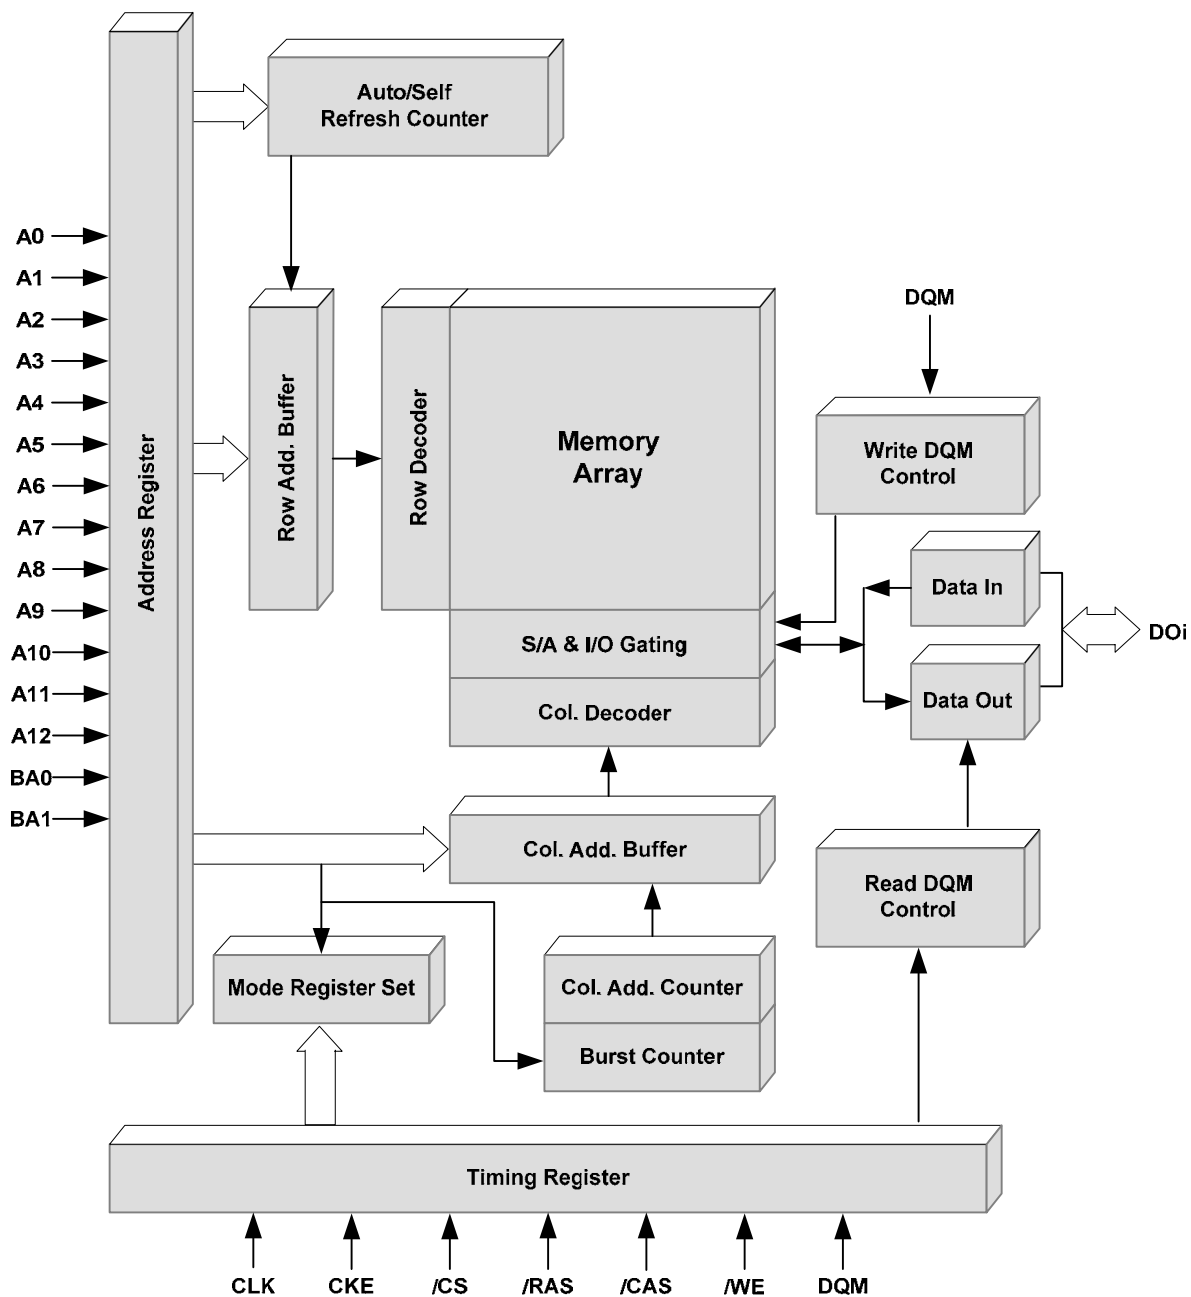 Auto/Self
Refresh Counter
A0
A1
A2
A3
A4
A5
A6
A7
A8
A9
A10
A11
A12
BA0
BA1
Address Register
Row Add. Buffer
Row Decoder
Memory
Array
DQM
Write DQM
Control
Data In
DOi
S/A & I/O Gating
Data Out
Col. Decoder
Col. Add. Buffer
Read DQM
Control
Mode Register Set
Col. Add. Counter
Burst Counter
Timing Register
CLK
CKE
/CS
/RAS
/CAS
/WE
DQM